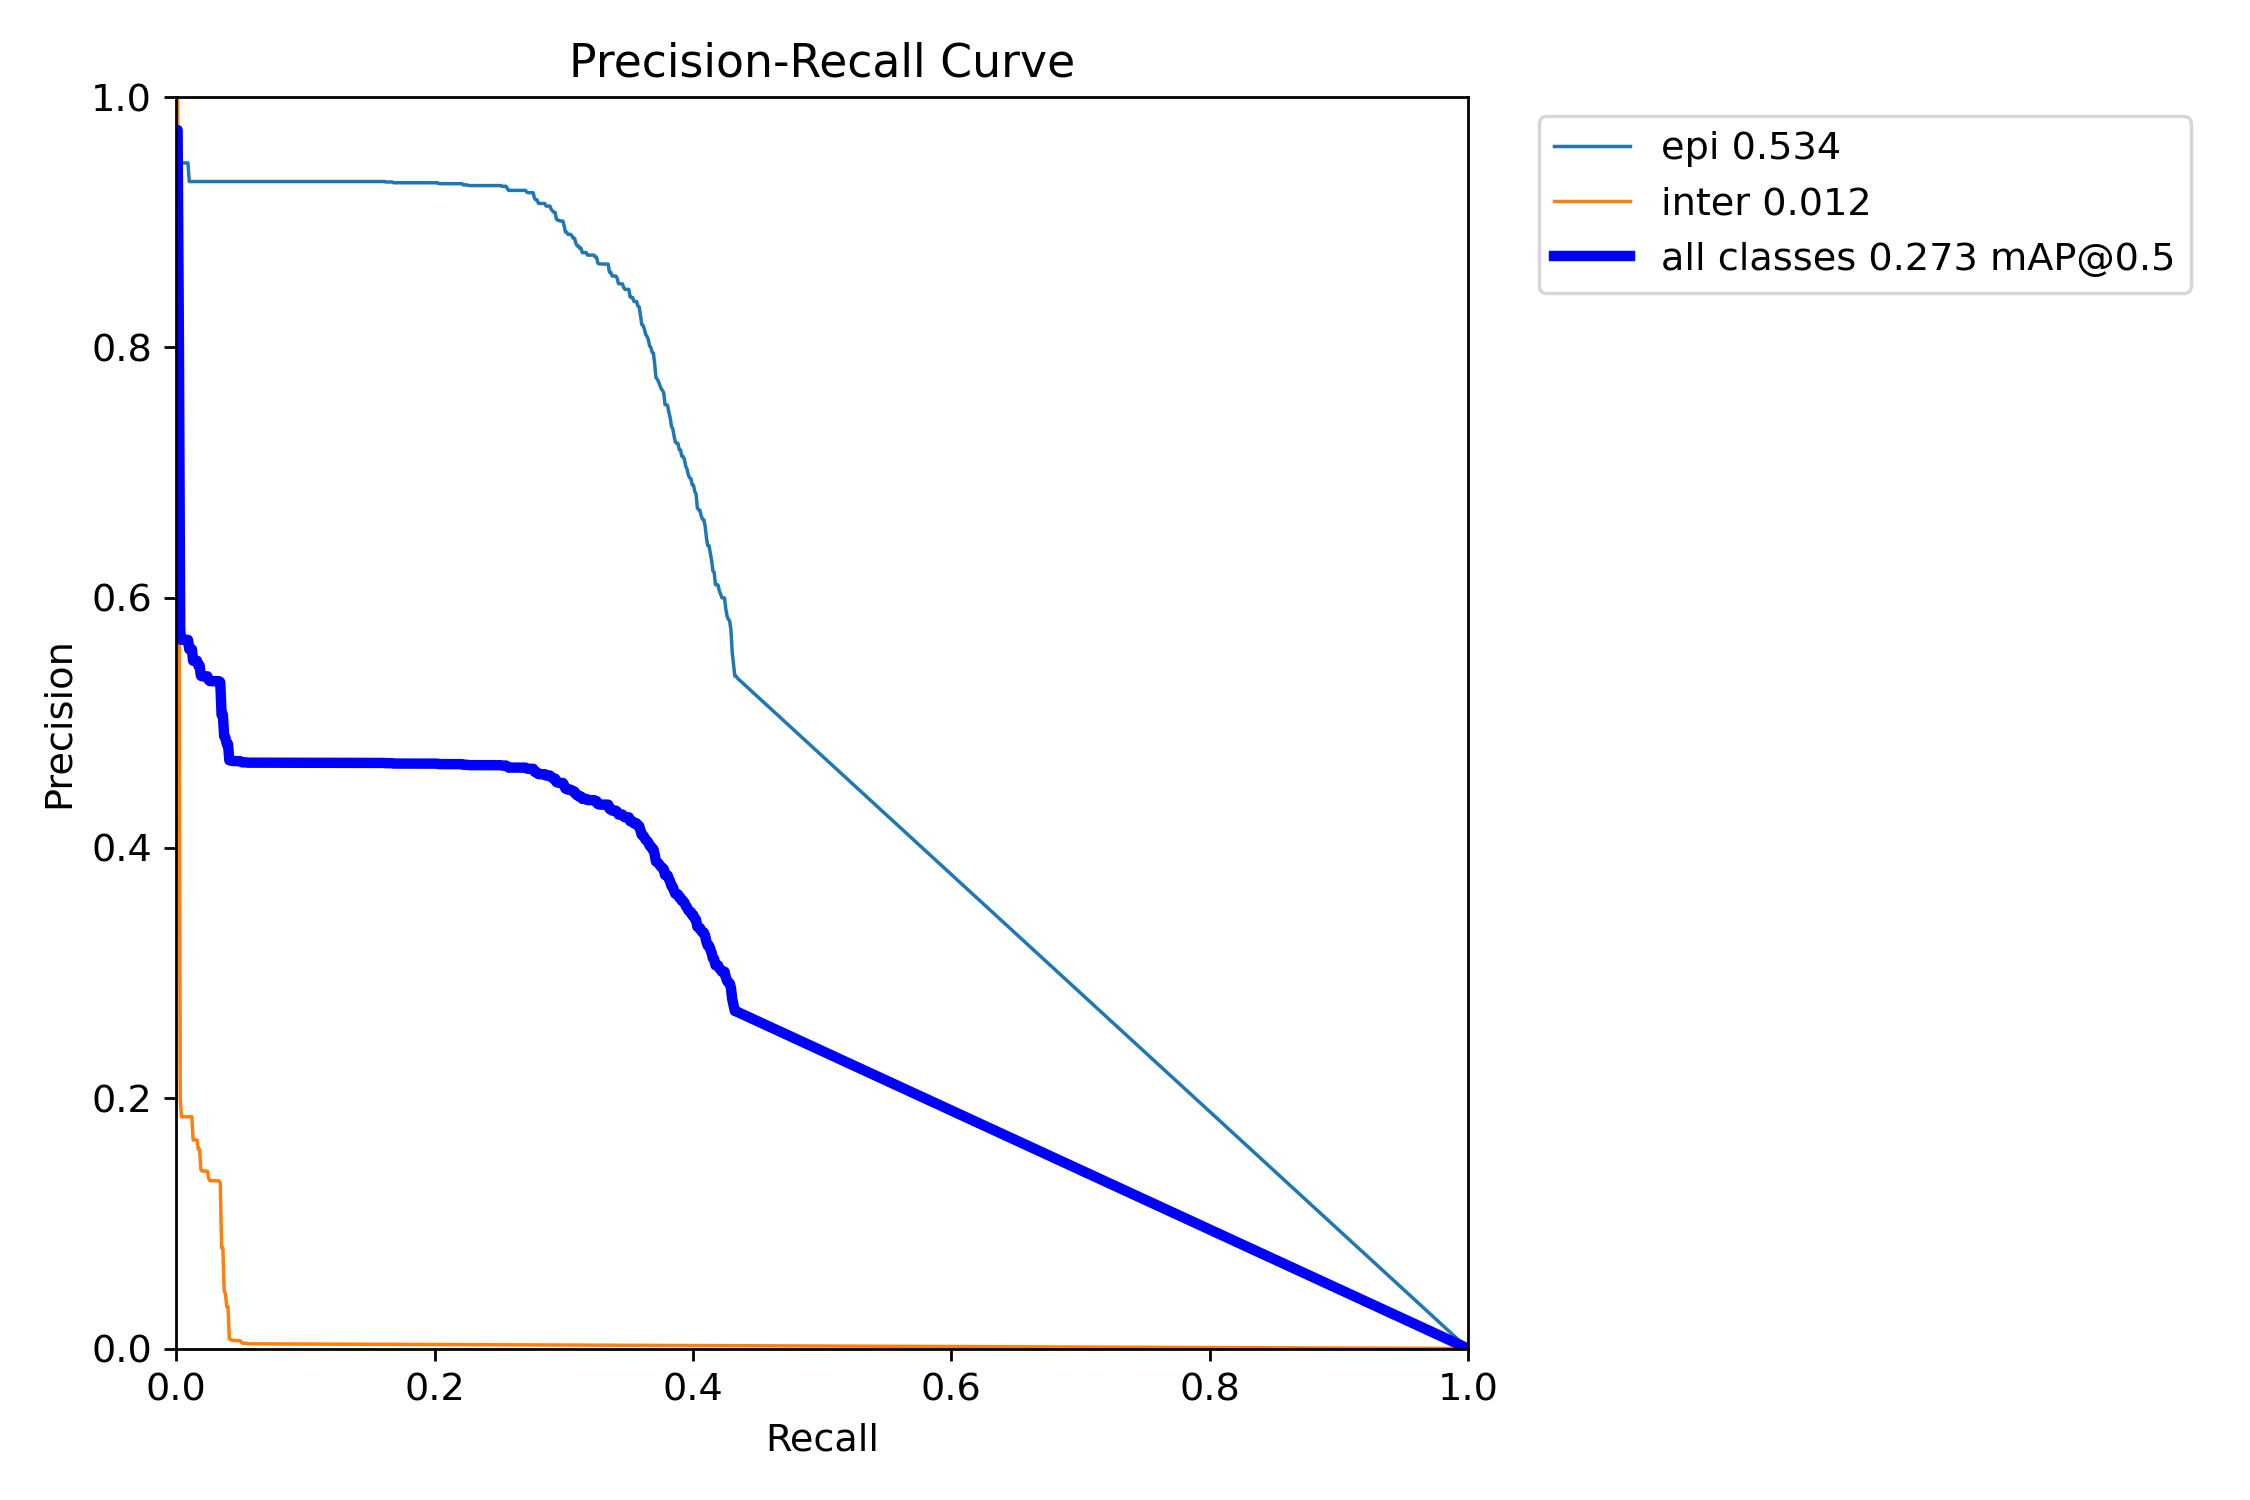 Precision-Recall Curve
epi 0.534
inter 0.012
all classes 0.273 mAP@0.5
Precision
1.0
0.8
0.6
0.4
0.2
0.0
0.0 0.2 0.4 0.6 0.8 1.0
Recall